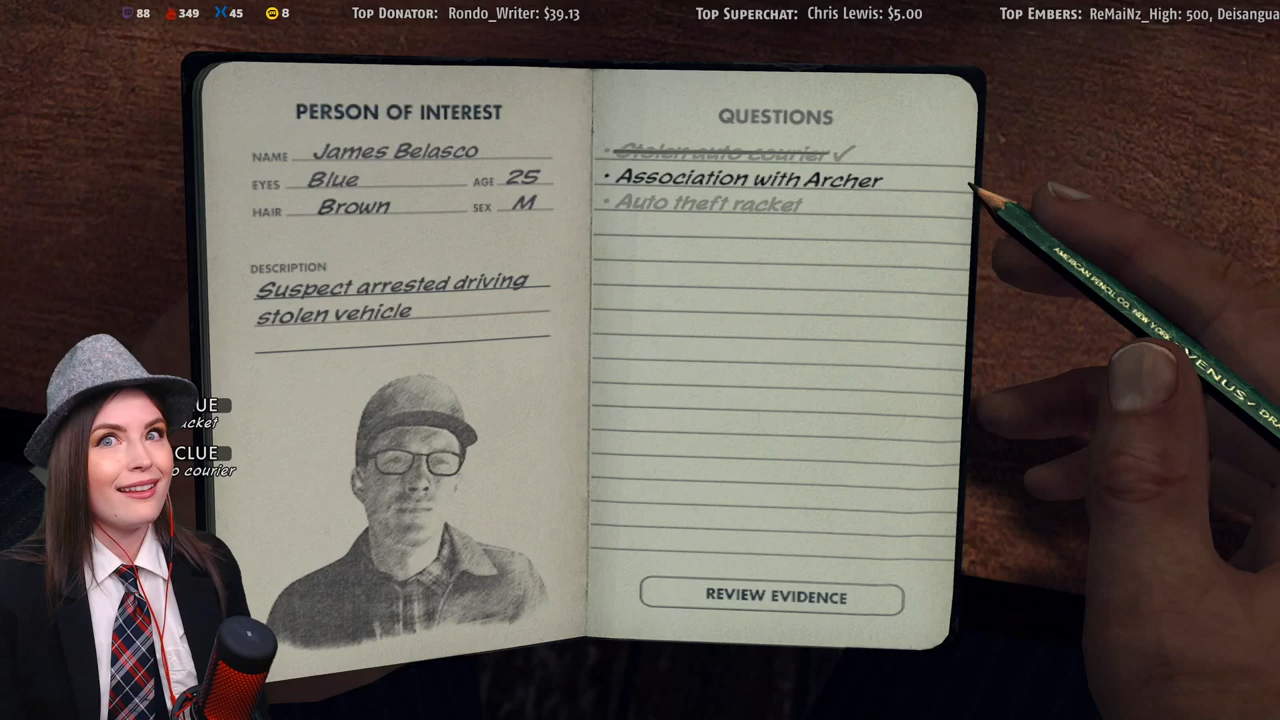 88 349 45 8 TOP DONATOR: Rondo_Writer: $39.13 TOP SUPERCHAT: Chris Lewis: $5.00 TOP EMBERS: ReMaiNz_High: 500, Deisangua
PERSON OF INTEREST
NAME James Belasco
EYES Blue AGE 25
HAIR Brown SEX M
DESCRIPTION
Suspect arrested driving
stolen vehicle
QUESTIONS
• Stolen auto courier ✓
• Association with Archer
• Auto theft racket
REVIEW EVIDENCE
UE
cket
CLUE
o courier
AMERICAN PENCIL CO. NEW YORK VENUS